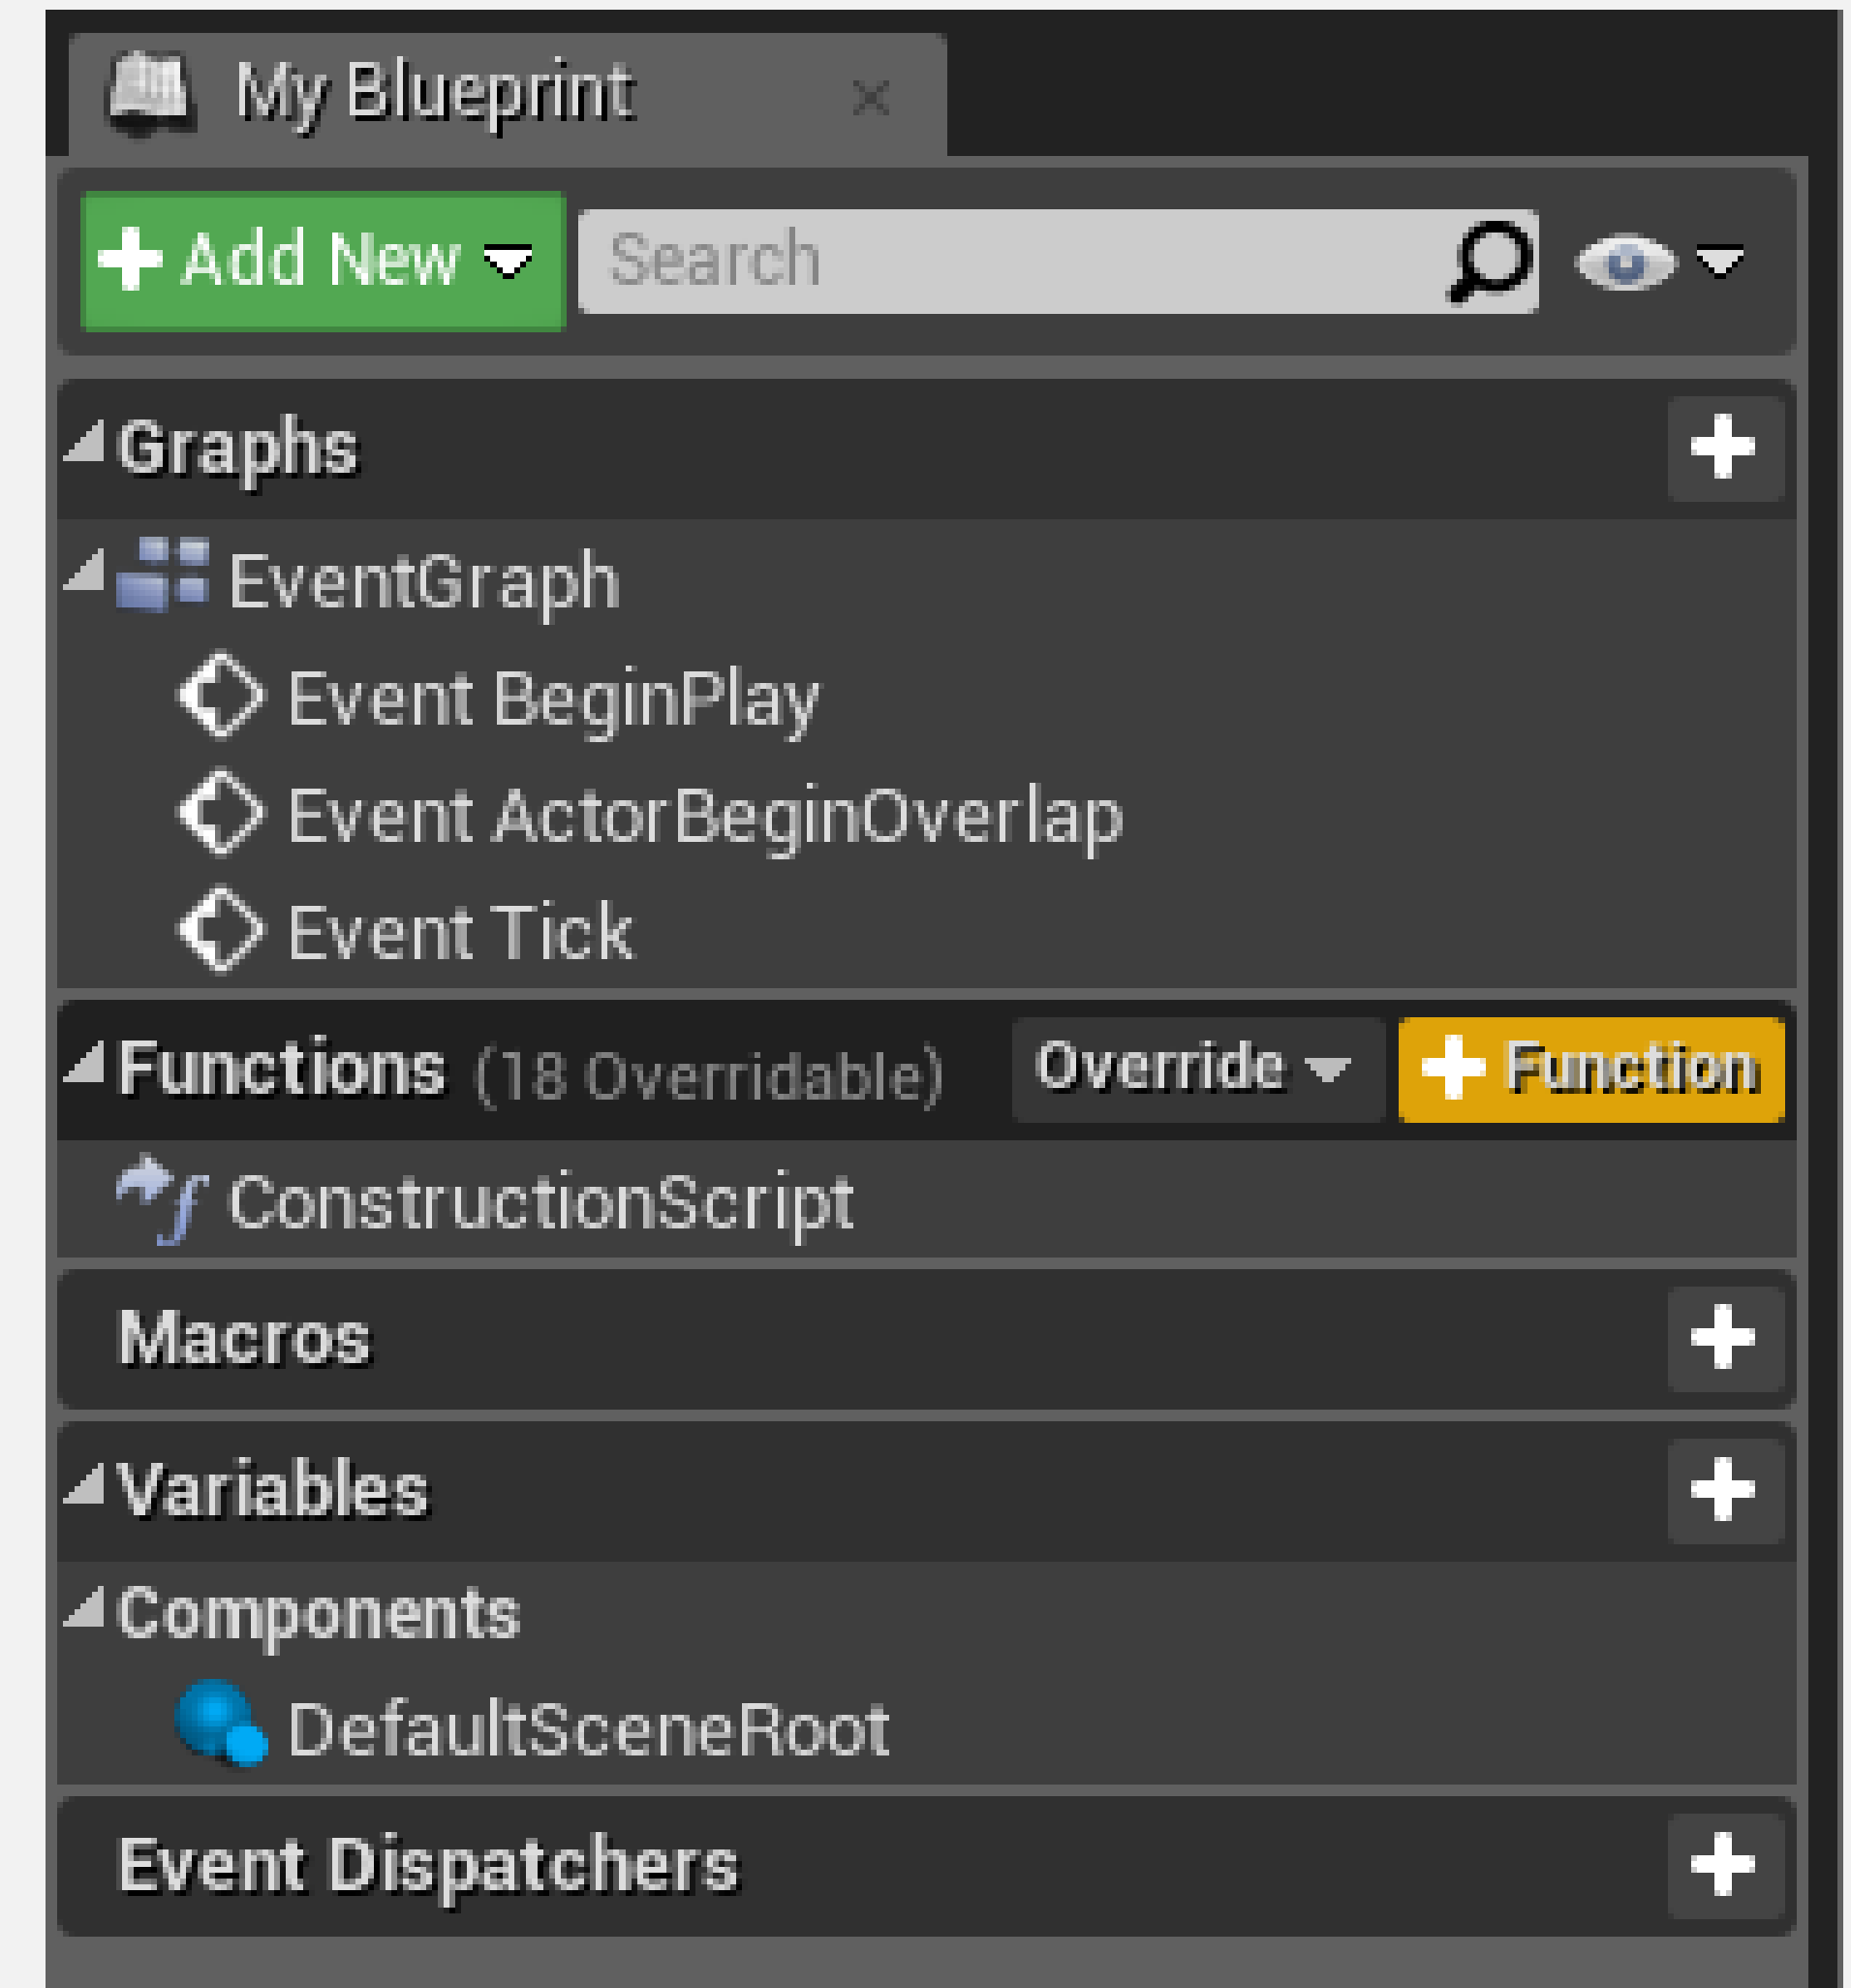 My Blueprint
Add New Search
Graphs
EventGraph
Event BeginPlay
Event ActorBeginOverlap
Event Tick
Functions (18 Overridable) Override Function
ConstructionScript
Macros
Variables
Components
DefaultSceneRoot
Event Dispatchers